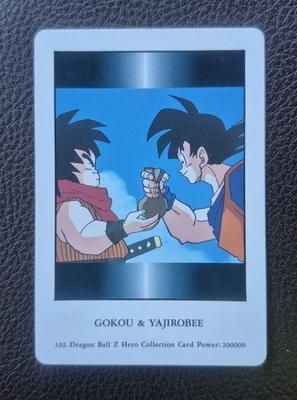 GOKOU & YAJIROBEE
102. Dragon Ball Z Hero Collection Card Power: 200000